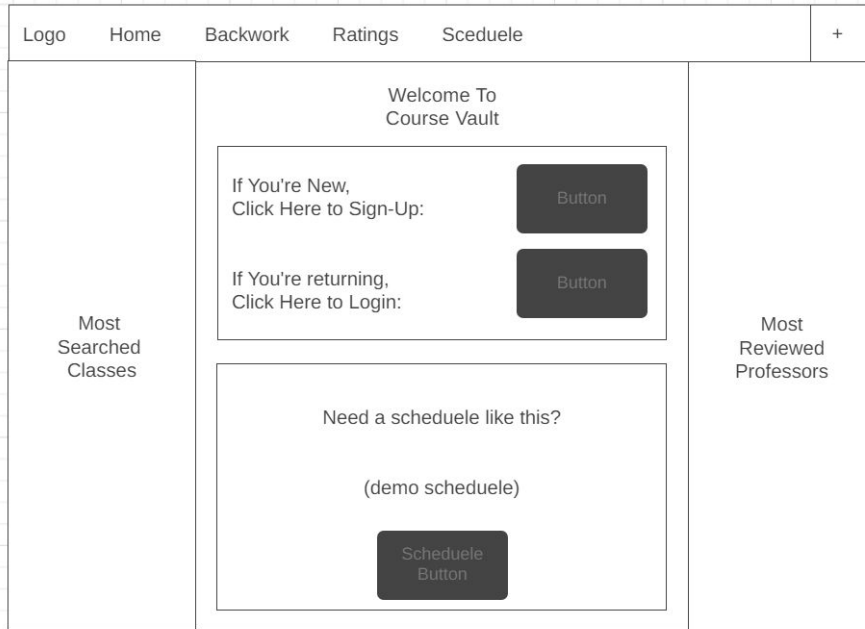 Logo Home Backwork Ratings Sceduele +
Welcome To
Course Vault
If You're New,
Click Here to Sign-Up:
Button
If You're returning,
Click Here to Login:
Button
Most
Searched
Classes
Most
Reviewed
Professors
Need a scheduele like this?
(demo scheduele)
Scheduele
Button